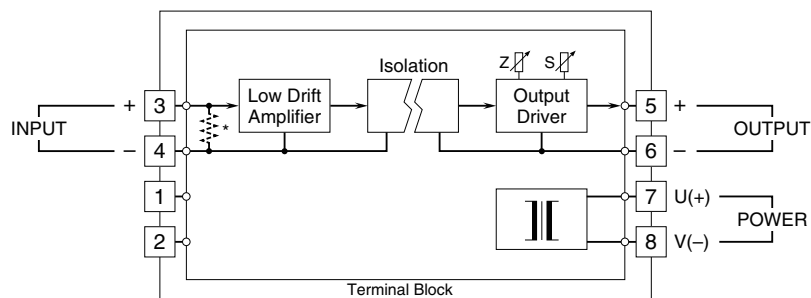 Isolation
Z S
+ 3 Low Drift Amplifier Output Driver 5 +
INPUT * OUTPUT
– 4 6 –
1 7 U(+)
POWER
2 8 V(–)
Terminal Block